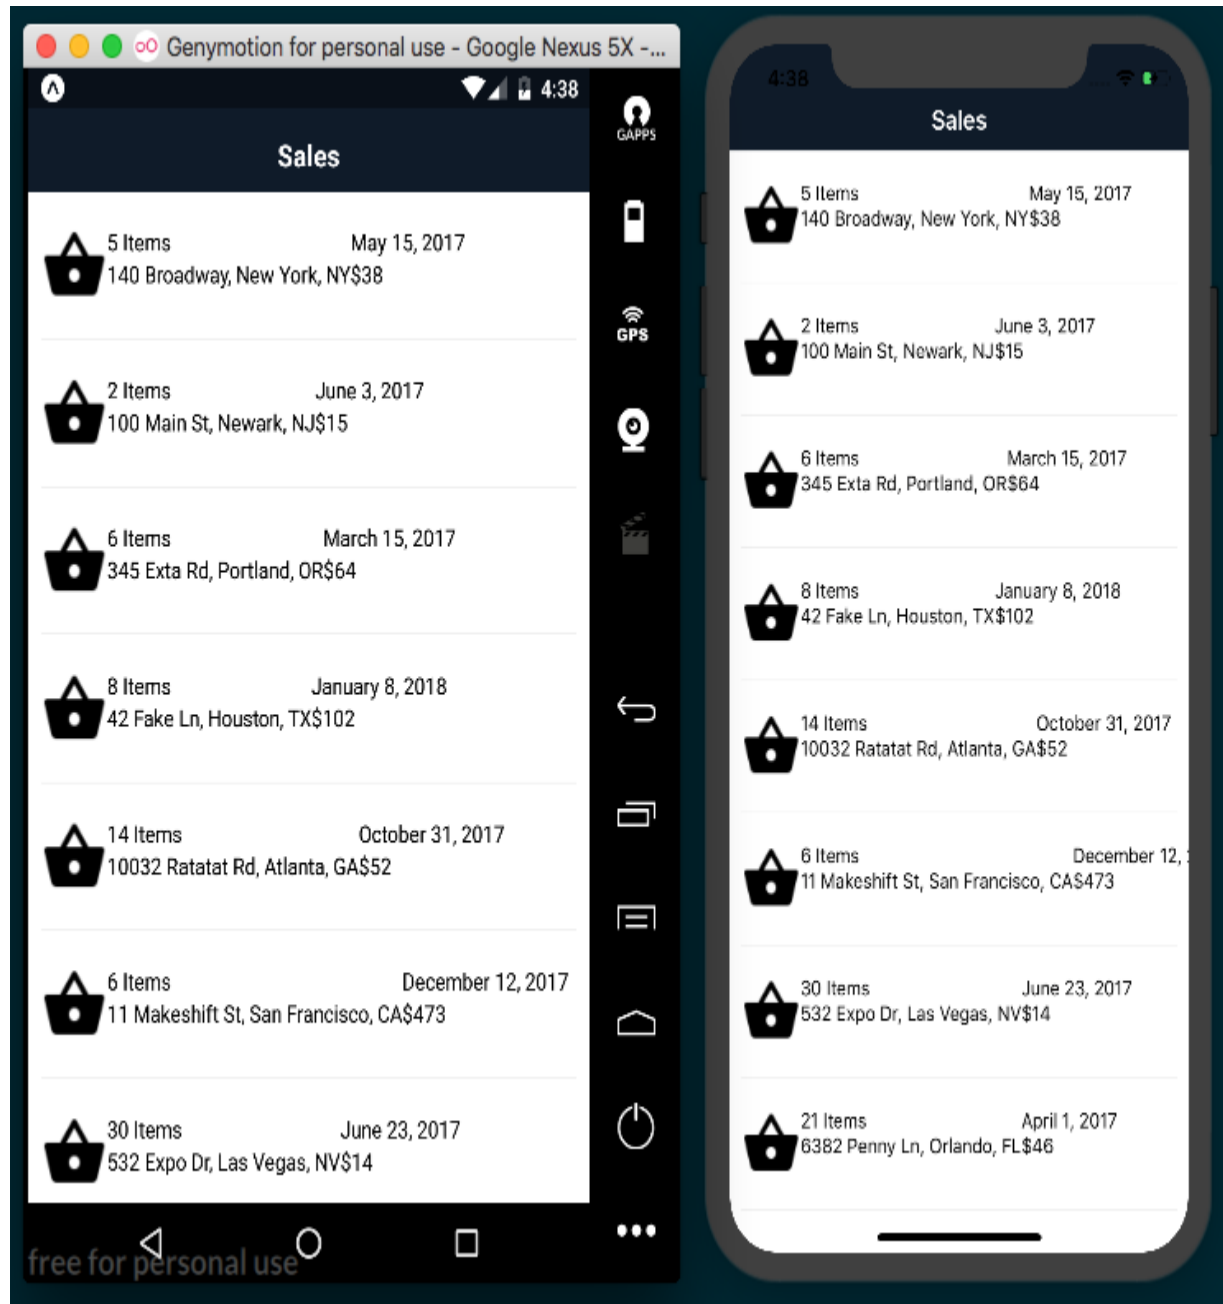 Genymotion for personal use - Google Nexus 5X -...
4:38
GAPPS
Sales
5 Items May 15, 2017
140 Broadway, New York, NY$38
GPS
2 Items June 3, 2017
100 Main St, Newark, NJ$15
6 Items March 15, 2017
345 Exta Rd, Portland, OR$64
8 Items January 8, 2018
42 Fake Ln, Houston, TX$102
14 Items October 31, 2017
10032 Ratatat Rd, Atlanta, GA$52
6 Items December 12, 2017
11 Makeshift St, San Francisco, CA$473
30 Items June 23, 2017
532 Expo Dr, Las Vegas, NV$14
free for personal use
4:38
Sales
5 Items May 15, 2017
140 Broadway, New York, NY$38
2 Items June 3, 2017
100 Main St, Newark, NJ$15
6 Items March 15, 2017
345 Exta Rd, Portland, OR$64
8 Items January 8, 2018
42 Fake Ln, Houston, TX$102
14 Items October 31, 2017
10032 Ratatat Rd, Atlanta, GA$52
6 Items December 12,
11 Makeshift St, San Francisco, CA$473
30 Items June 23, 2017
532 Expo Dr, Las Vegas, NV$14
21 Items April 1, 2017
6382 Penny Ln, Orlando, FL$46